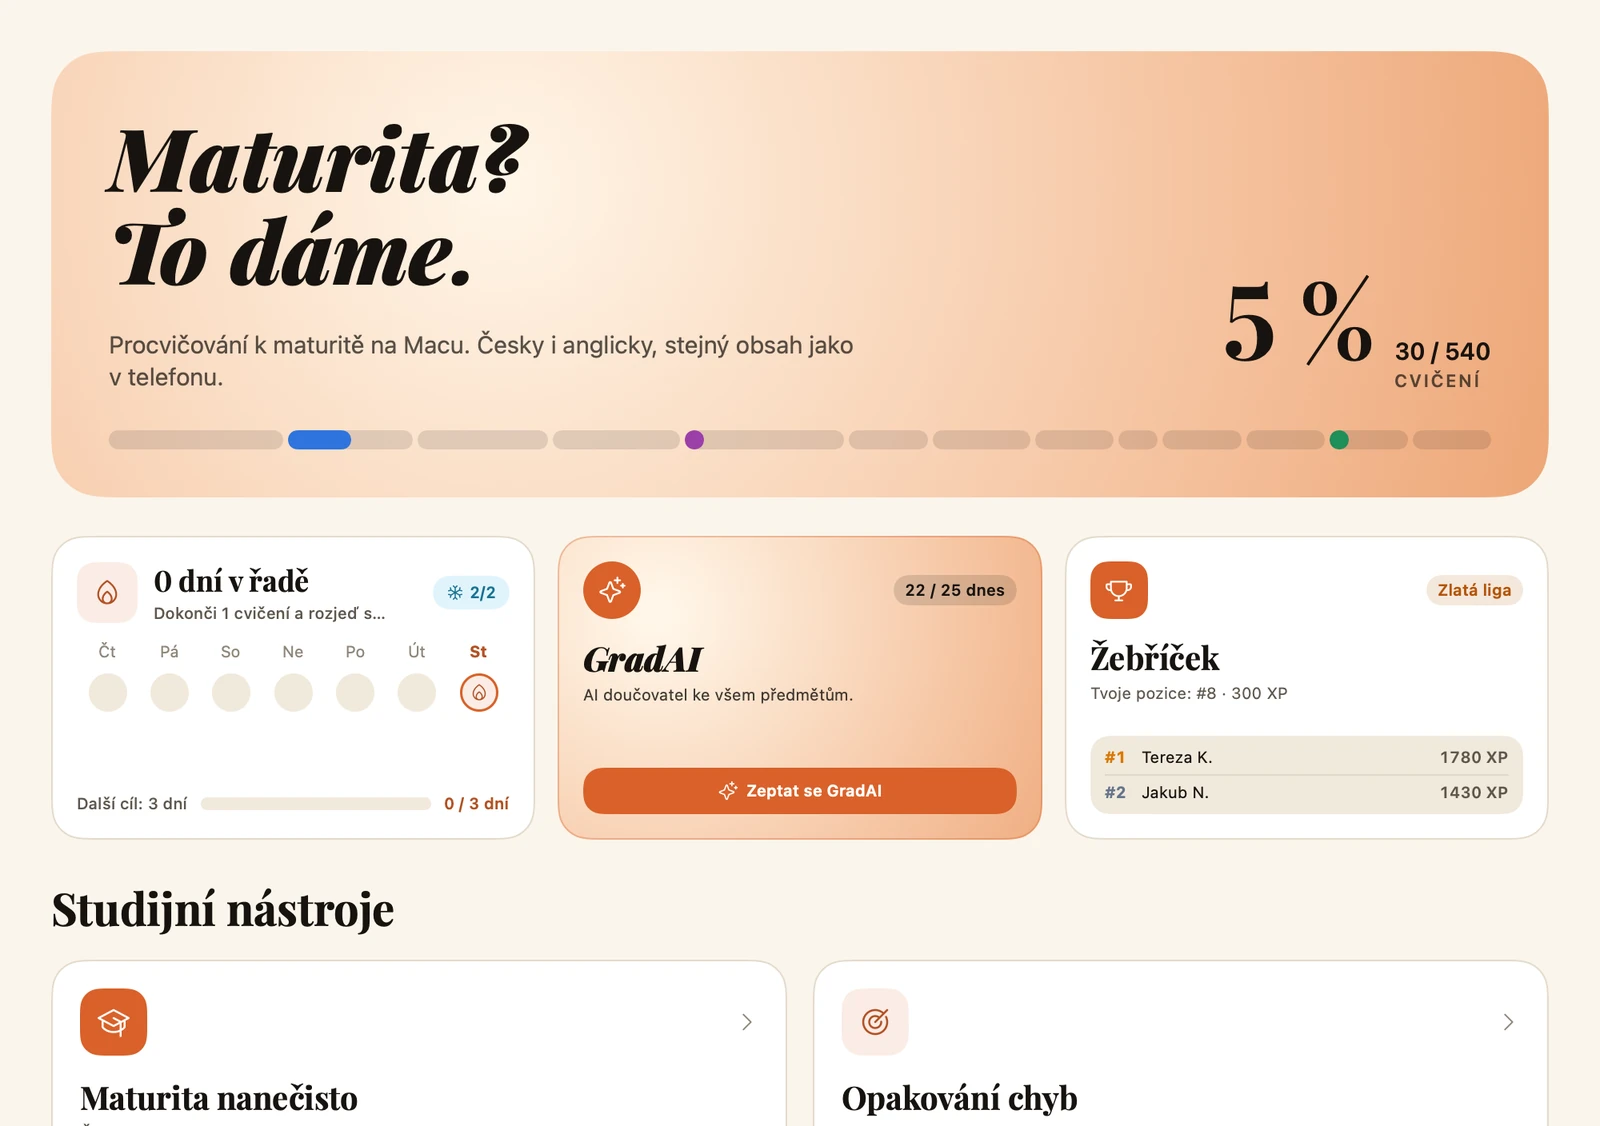 Maturita?
To dáme.
Procvičování k maturitě na Macu. Česky i anglicky, stejný obsah jako
v telefonu.
5 %
30 / 540
CVIČENÍ
0 dní v řadě
Dokonči 1 cvičení a rozjeď s...
2/2
Čt Pá So Ne Po Út St
Další cíl: 3 dní
0 / 3 dní
22 / 25 dnes
GradAI
AI doučovatel ke všem předmětům.
Zeptat se GradAI
Zlatá liga
Žebříček
Tvoje pozice: #8 · 300 XP
#1 Tereza K. 1780 XP
#2 Jakub N. 1430 XP
Studijní nástroje
Maturita nanečisto
Opakování chyb